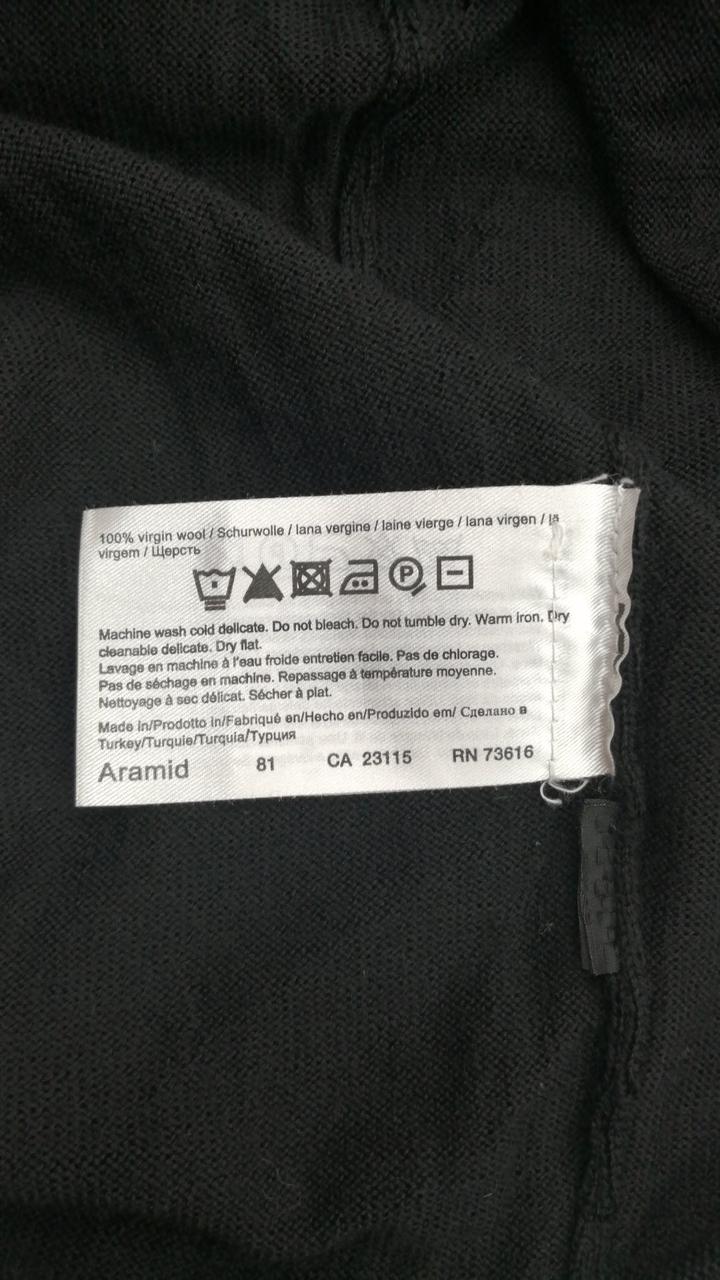 100% virgin wool / Schurwolle / lana vergine / laine vierge / lana virgen / lã
virgem / Щерсть
P
Machine wash cold delicate. Do not bleach. Do not tumble dry. Warm iron. Dry
cleanable delicate. Dry flat.
Lavage en machine à l'eau froide entretien facile. Pas de chlorage.
Pas de séchage en machine. Repassage à température moyenne.
Nettoyage à sec délicat. Sécher à plat.
Made in/Prodotto in/Fabriqué en/Hecho en/Produzido em/ Сделано в
Turkey/Turquie/Turquia/Турция
Aramid 81 CA 23115 RN 73616